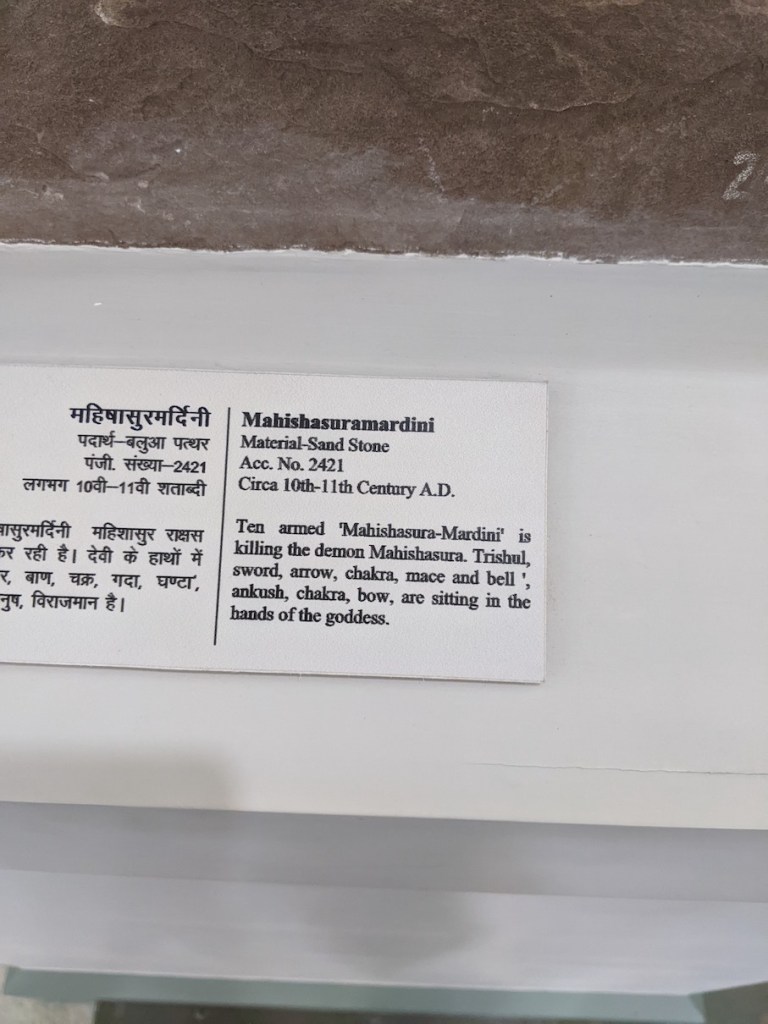 महिषासुरमर्दिनी
पदार्थ–बलुआ पत्थर
पंजी. संख्या–2421
लगभग 10वी–11वी शताब्दी
महिशासुर राक्षस
रही है। देवी के हाथों में
बाण, चक्र, गदा, घण्टा',
विराजमान है।
Mahishasuramardini
Material-Sand Stone
Acc. No. 2421
Circa 10th-11th Century A.D.
Ten armed 'Mahishasura-Mardini' is
killing the demon Mahishasura. Trishul,
sword, arrow, chakra, mace and bell ',
ankush, chakra, bow, are sitting in the
hands of the goddess.